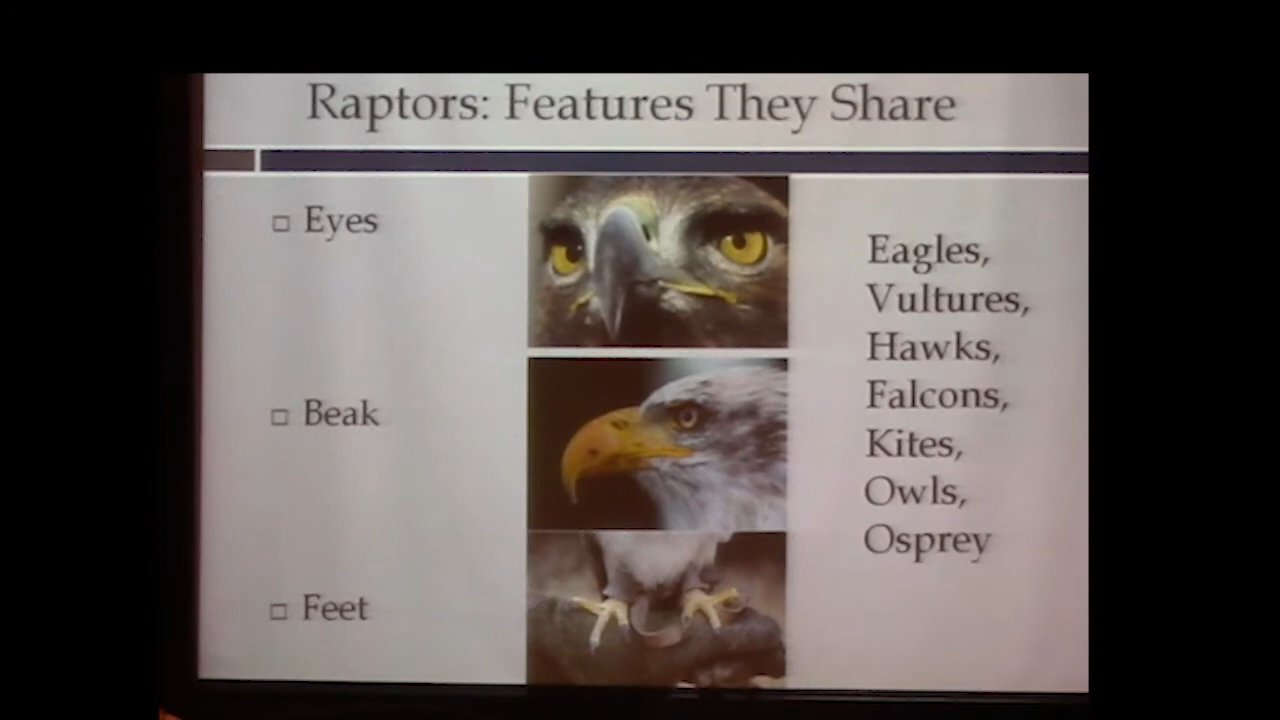 Raptors: Features They Share
Eyes
Beak
Feet
Eagles,
Vultures,
Hawks,
Falcons,
Kites,
Owls,
Osprey